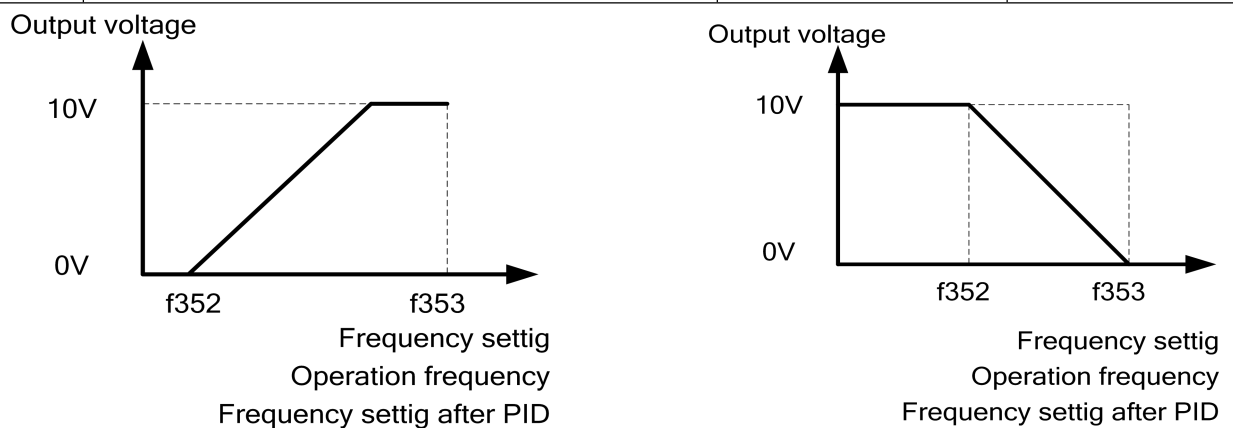 Output voltage
10V
0V
f352 f353
Frequency settig
Operation frequency
Frequency settig after PID
Output voltage
10V
0V
f352 f353
Frequency settig
Operation frequency
Frequency settig after PID